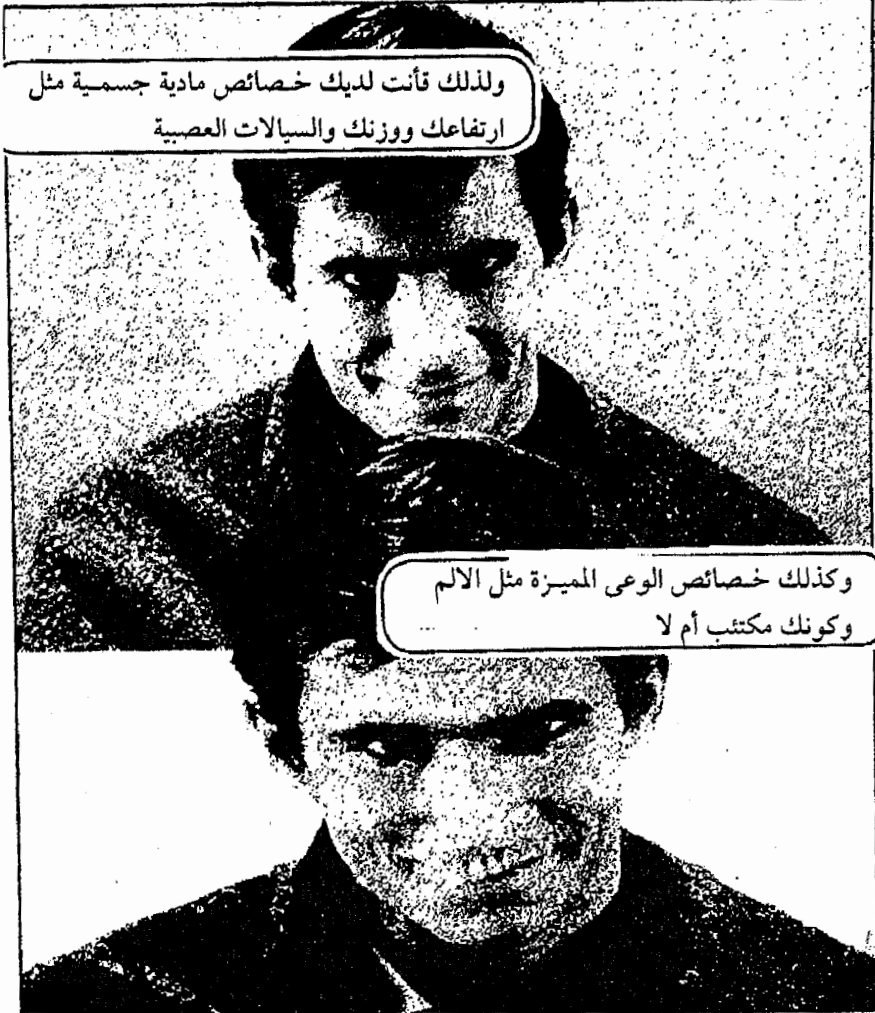 ولذلك قأنت لديك خصائص مادية جسمية مثل
ارتفاعك ووزنك والسيالات العصبية
وكذلك خصائص الوعى المميزة مثل الالم
وكونك مكتئب أم لا ...